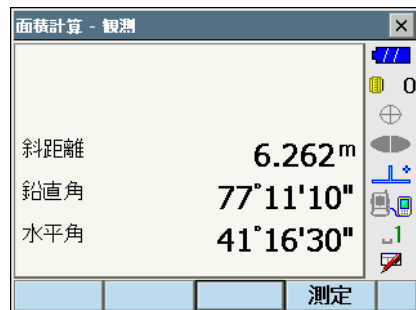 面積計算 - 観測
0
斜距離 6.262m
鉛直角 77°11'10"
水平角 41°16'30"
1
測定